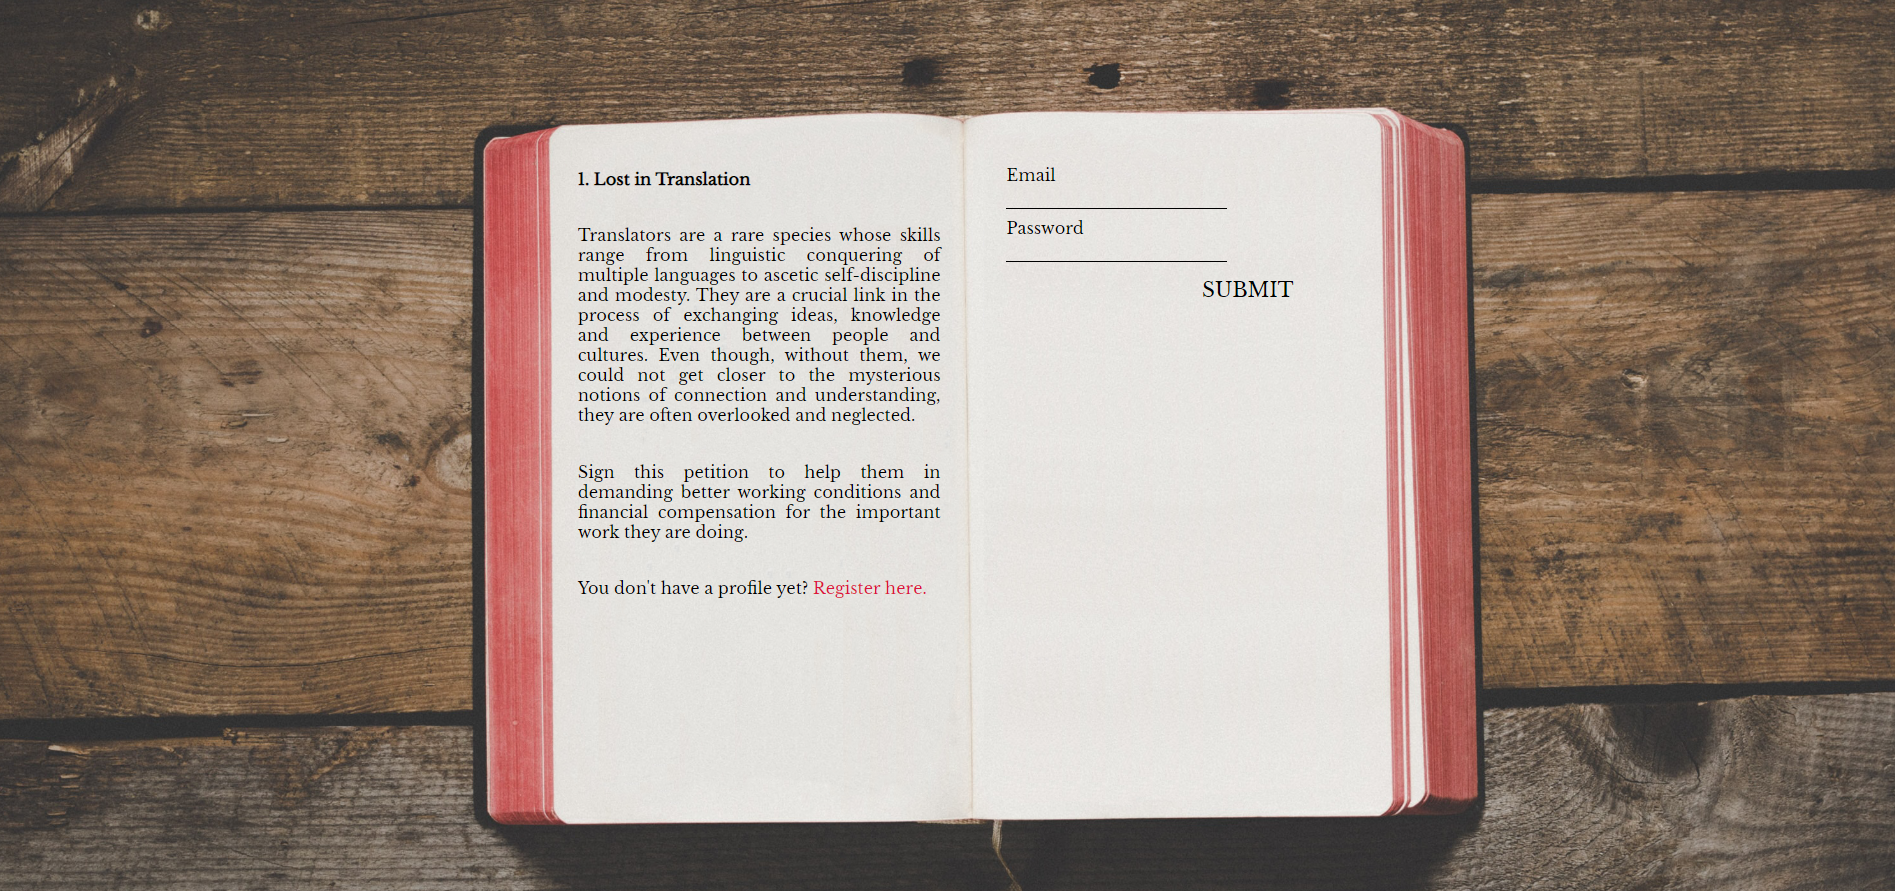 1. Lost in Translation
Translators are a rare species whose skills
range from linguistic conquering of
multiple languages to ascetic self-discipline
and modesty. They are a crucial link in the
process of exchanging ideas, knowledge
and experience between people and
cultures. Even though, without them, we
could not get closer to the mysterious
notions of connection and understanding,
they are often overlooked and neglected.
Sign this petition to help them in
demanding better working conditions and
financial compensation for the important
work they are doing.
You don't have a profile yet? Register here.
Email
Password
SUBMIT